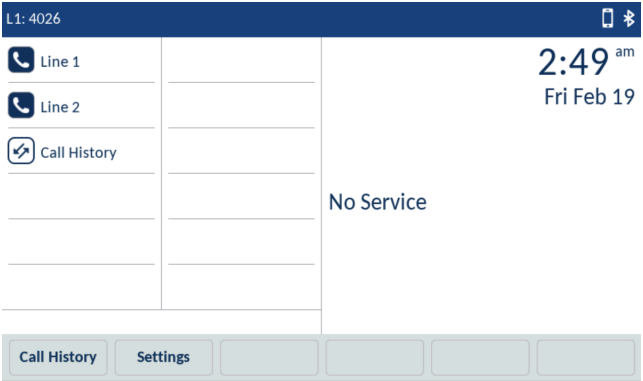 L1: 4026
Line 1
Line 2
Call History
2:49 am
Fri Feb 19
No Service
Call History
Settings